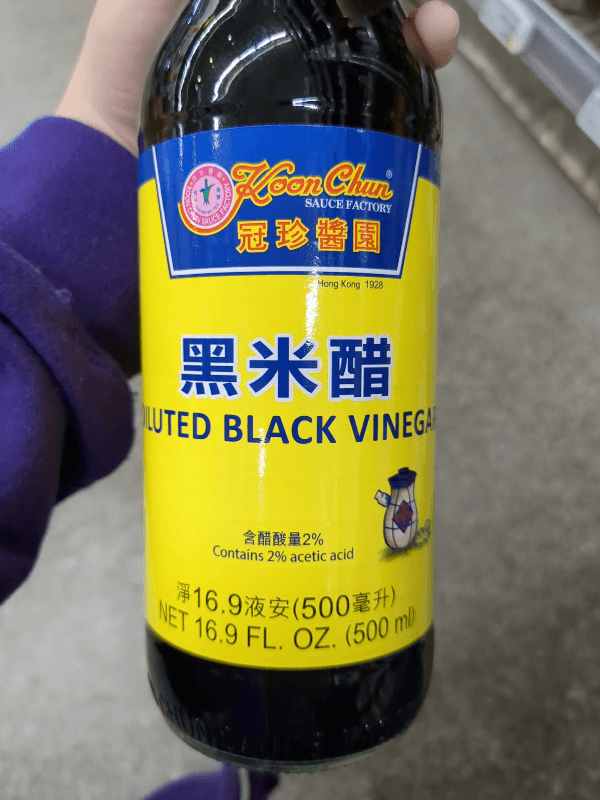 Koon Chun®
SAUCE FACTORY
冠珍醬園
Hong Kong 1928
黑米醋
ILUTED BLACK VINEGA
含醋酸量2%
Contains 2% acetic acid
淨16.9液安(500毫升)
NET 16.9 FL. OZ. (500 ml)